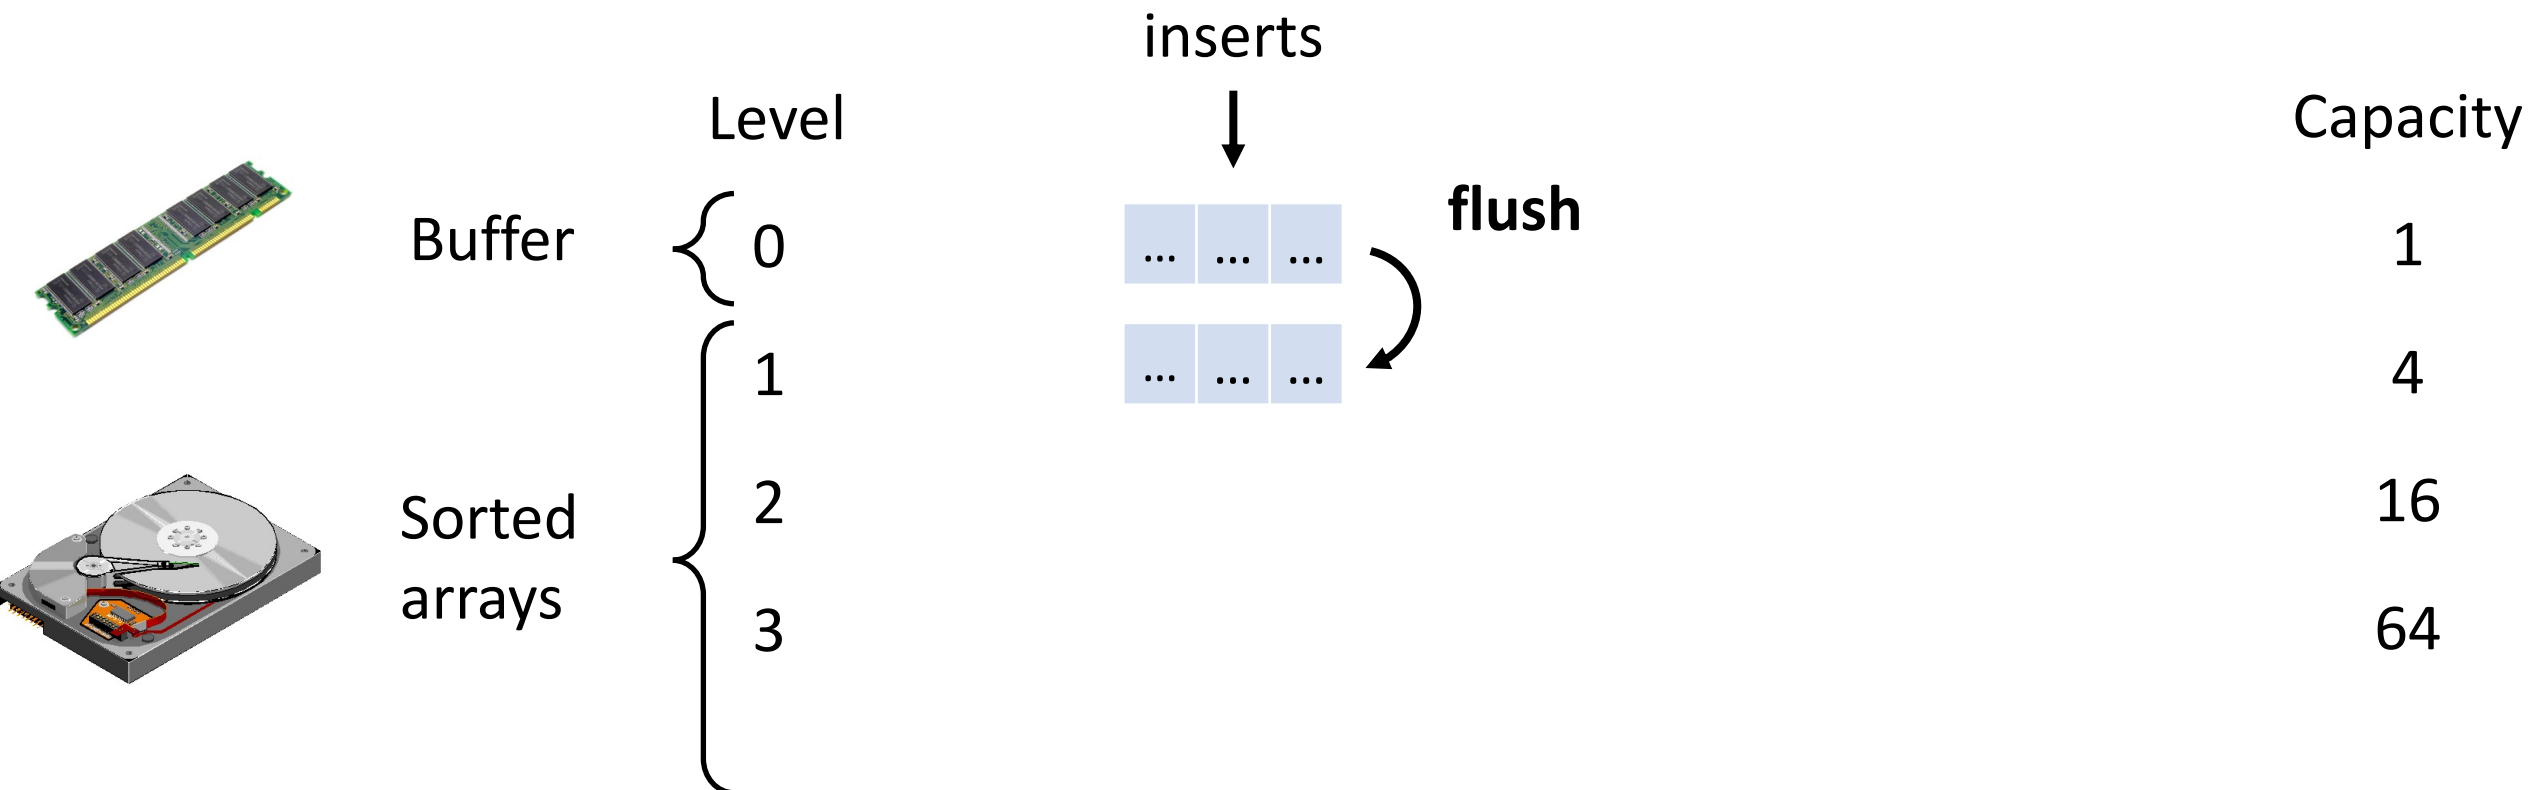 inserts
Level
Capacity
flush
Buffer
0
1
... ... ...
1
4
... ... ...
2
16
Sorted
arrays
3
64